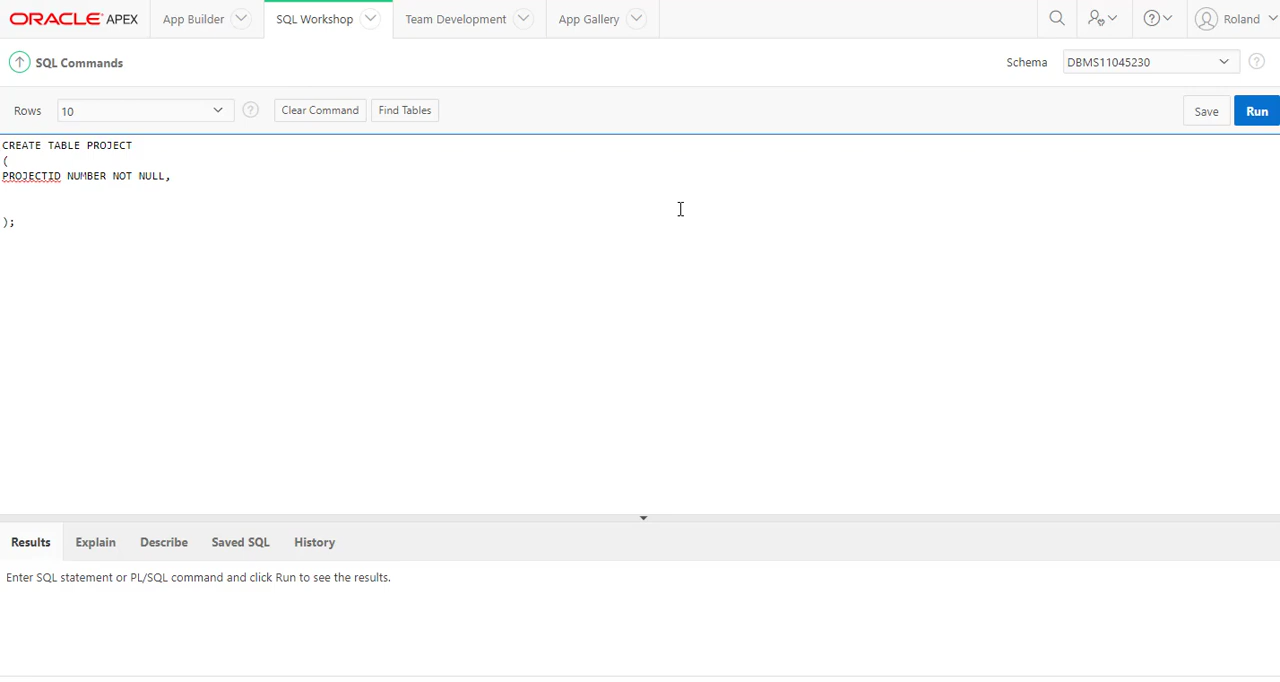 ORACLE APEX App Builder SQL Workshop Team Development App Gallery Roland
SQL Commands Schema DBMS11045230
Rows 10 Clear Command Find Tables Save Run
CREATE TABLE PROJECT
(
PROJECTID NUMBER NOT NULL,
);
Results Explain Describe Saved SQL History
Enter SQL statement or PL/SQL command and click Run to see the results.